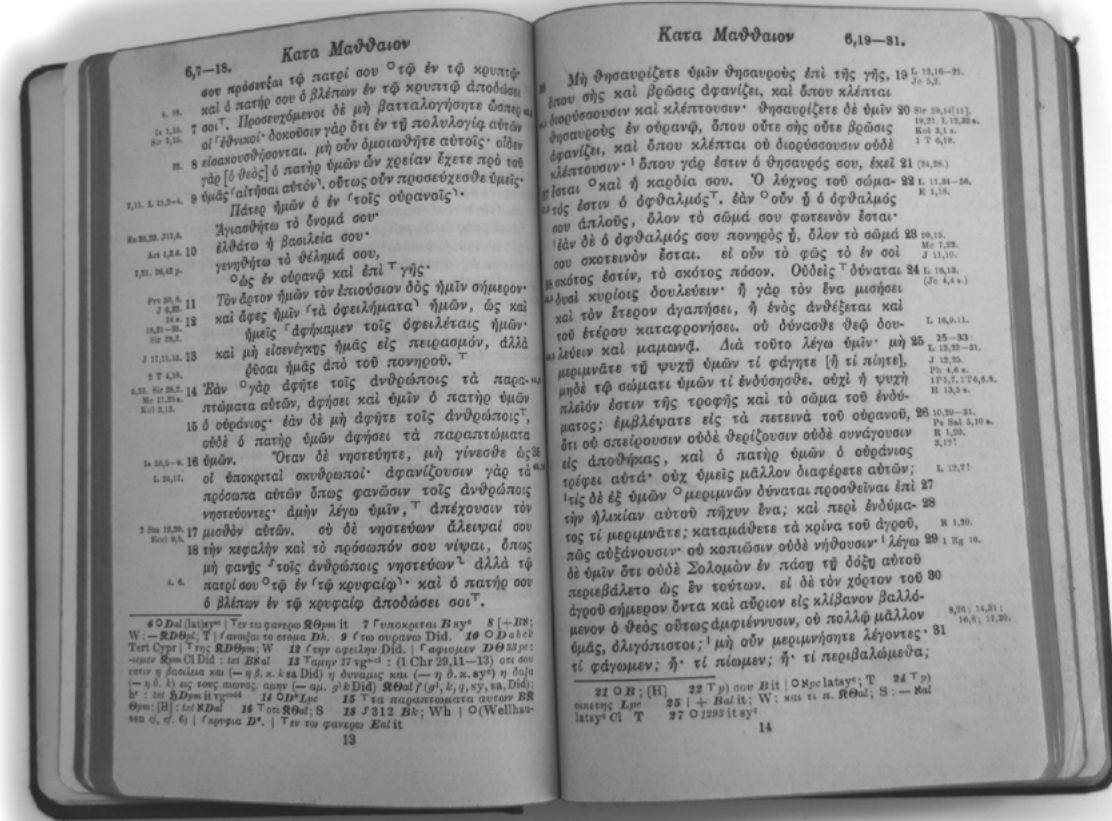 Κατα Μαθθαιον
6,7—18.
σου πρόσευξαι τῷ πατρί σου ⸰τῷ ἐν τῷ κρυπτῷ·
καὶ ὁ πατήρ σου ὁ βλέπων ἐν τῷ κρυπτῷ ἀποδώσει
7 σοι⸆. Προσευχόμενοι δὲ μὴ βατταλογήσητε ὥσπερ
οἱ ⸀ἐθνικοί· δοκοῦσιν γὰρ ὅτι ἐν τῇ πολυλογίᾳ αὐτῶν
8 εἰσακουσθήσονται. μὴ οὖν ὁμοιωθῆτε αὐτοῖς· οἶδεν
γὰρ [ὁ θεὸς] ὁ πατὴρ ὑμῶν ὧν χρείαν ἔχετε πρὸ τοῦ
9 ὑμᾶς ⸂αἰτῆσαι αὐτόν⸃. οὕτως οὖν προσεύχεσθε ὑμεῖς·
Πάτερ ἡμῶν ὁ ἐν ⸂τοῖς οὐρανοῖς⸃·
Ἁγιασθήτω τὸ ὄνομά σου·
10 ἐλθάτω ἡ βασιλεία σου·
γενηθήτω τὸ θέλημά σου,
⸰ὡς ἐν οὐρανῷ καὶ ἐπὶ ⸆γῆς·
11 Τὸν ἄρτον ἡμῶν τὸν ἐπιούσιον δὸς ἡμῖν σήμερον·
12 καὶ ἄφες ἡμῖν ⸂τὰ ὀφειλήματα⸃ ἡμῶν, ὡς καὶ
ἡμεῖς ⸀ἀφήκαμεν τοῖς ὀφειλέταις ἡμῶν·
13 καὶ μὴ εἰσενέγκῃς ἡμᾶς εἰς πειρασμόν, ἀλλὰ
ῥῦσαι ἡμᾶς ἀπὸ τοῦ πονηροῦ. ⸆
14 Ἐὰν ⸰γὰρ ἀφῆτε τοῖς ἀνθρώποις τὰ παρα-
πτώματα αὐτῶν, ἀφήσει καὶ ὑμῖν ὁ πατὴρ ὑμῶν
15 ὁ οὐράνιος· ἐὰν δὲ μὴ ἀφῆτε τοῖς ἀνθρώποις⸆,
οὐδὲ ὁ πατὴρ ὑμῶν ἀφήσει τὰ παραπτώματα
16 ὑμῶν. Ὅταν δὲ νηστεύητε, μὴ γίνεσθε ὡς
οἱ ὑποκριταὶ σκυθρωποί· ἀφανίζουσιν γὰρ τὰ
πρόσωπα αὐτῶν ὅπως φανῶσιν τοῖς ἀνθρώποις
νηστεύοντες· ἀμὴν λέγω ὑμῖν, ⸆ ἀπέχουσιν τὸν
17 μισθὸν αὐτῶν. σὺ δὲ νηστεύων ἄλειψαί σου
18 τὴν κεφαλὴν καὶ τὸ πρόσωπόν σου νίψαι, ὅπως
μὴ φανῇς ⸉τοῖς ἀνθρώποις νηστεύων⸊ ἀλλὰ τῷ
πατρί σου ⸰τῷ ἐν ⸂τῷ κρυφαίῳ⸃· καὶ ὁ πατήρ σου
ὁ βλέπων ἐν τῷ κρυφαίῳ ἀποδώσει σοι⸆.
13
Κατα Μαθθαιον
6,19—31.
Μὴ θησαυρίζετε ὑμῖν θησαυροὺς ἐπὶ τῆς γῆς, 19
ὅπου σὴς καὶ βρῶσις ἀφανίζει, καὶ ὅπου κλέπται
διορύσσουσιν καὶ κλέπτουσιν· θησαυρίζετε δὲ ὑμῖν 20
θησαυροὺς ἐν οὐρανῷ, ὅπου οὔτε σὴς οὔτε βρῶσις
ἀφανίζει, καὶ ὅπου κλέπται οὐ διορύσσουσιν οὐδὲ
κλέπτουσιν· ὅπου γάρ ἐστιν ὁ θησαυρός σου, ἐκεῖ 21
ἔσται ⸰καὶ ἡ καρδία σου. Ὁ λύχνος τοῦ σώμα- 22
τός ἐστιν ὁ ὀφθαλμός⸆. ἐὰν ⸰οὖν ᾖ ὁ ὀφθαλμός
σου ἁπλοῦς, ὅλον τὸ σῶμά σου φωτεινὸν ἔσται·
ἐὰν δὲ ὁ ὀφθαλμός σου πονηρὸς ᾖ, ὅλον τὸ σῶμά 23
σου σκοτεινὸν ἔσται. εἰ οὖν τὸ φῶς τὸ ἐν σοὶ
σκότος ἐστίν, τὸ σκότος πόσον. Οὐδεὶς ⸆δύναται 24
δυσὶ κυρίοις δουλεύειν· ἢ γὰρ τὸν ἕνα μισήσει
καὶ τὸν ἕτερον ἀγαπήσει, ἢ ἑνὸς ἀνθέξεται καὶ
τοῦ ἑτέρου καταφρονήσει. οὐ δύνασθε θεῷ δου-
λεύειν καὶ μαμωνᾷ. Διὰ τοῦτο λέγω ὑμῖν· μὴ 25
μεριμνᾶτε τῇ ψυχῇ ὑμῶν τί φάγητε [ἢ τί πίητε],
μηδὲ τῷ σώματι ὑμῶν τί ἐνδύσησθε. οὐχὶ ἡ ψυχὴ
πλεῖόν ἐστιν τῆς τροφῆς καὶ τὸ σῶμα τοῦ ἐνδύ-
ματος; ἐμβλέψατε εἰς τὰ πετεινὰ τοῦ οὐρανοῦ, 26
ὅτι οὐ σπείρουσιν οὐδὲ θερίζουσιν οὐδὲ συνάγουσιν
εἰς ἀποθήκας, καὶ ὁ πατὴρ ὑμῶν ὁ οὐράνιος
τρέφει αὐτά· οὐχ ὑμεῖς μᾶλλον διαφέρετε αὐτῶν;
τίς δὲ ἐξ ὑμῶν ⸰μεριμνῶν δύναται προσθεῖναι ἐπὶ 27
τὴν ἡλικίαν αὐτοῦ πῆχυν ἕνα; καὶ περὶ ἐνδύμα- 28
τος τί μεριμνᾶτε; καταμάθετε τὰ κρίνα τοῦ ἀγροῦ,
πῶς αὐξάνουσιν· οὐ κοπιῶσιν οὐδὲ νήθουσιν· λέγω 29
δὲ ὑμῖν ὅτι οὐδὲ Σολομὼν ἐν πάσῃ τῇ δόξῃ αὐτοῦ
περιεβάλετο ὡς ἓν τούτων. εἰ δὲ τὸν χόρτον τοῦ 30
ἀγροῦ σήμερον ὄντα καὶ αὔριον εἰς κλίβανον βαλλό-
μενον ὁ θεὸς οὕτως ἀμφιέννυσιν, οὐ πολλῷ μᾶλλον
ὑμᾶς, ὀλιγόπιστοι; μὴ οὖν μεριμνήσητε λέγοντες· 31
τί φάγωμεν; ἤ· τί πίωμεν; ἤ· τί περιβαλώμεθα;
14